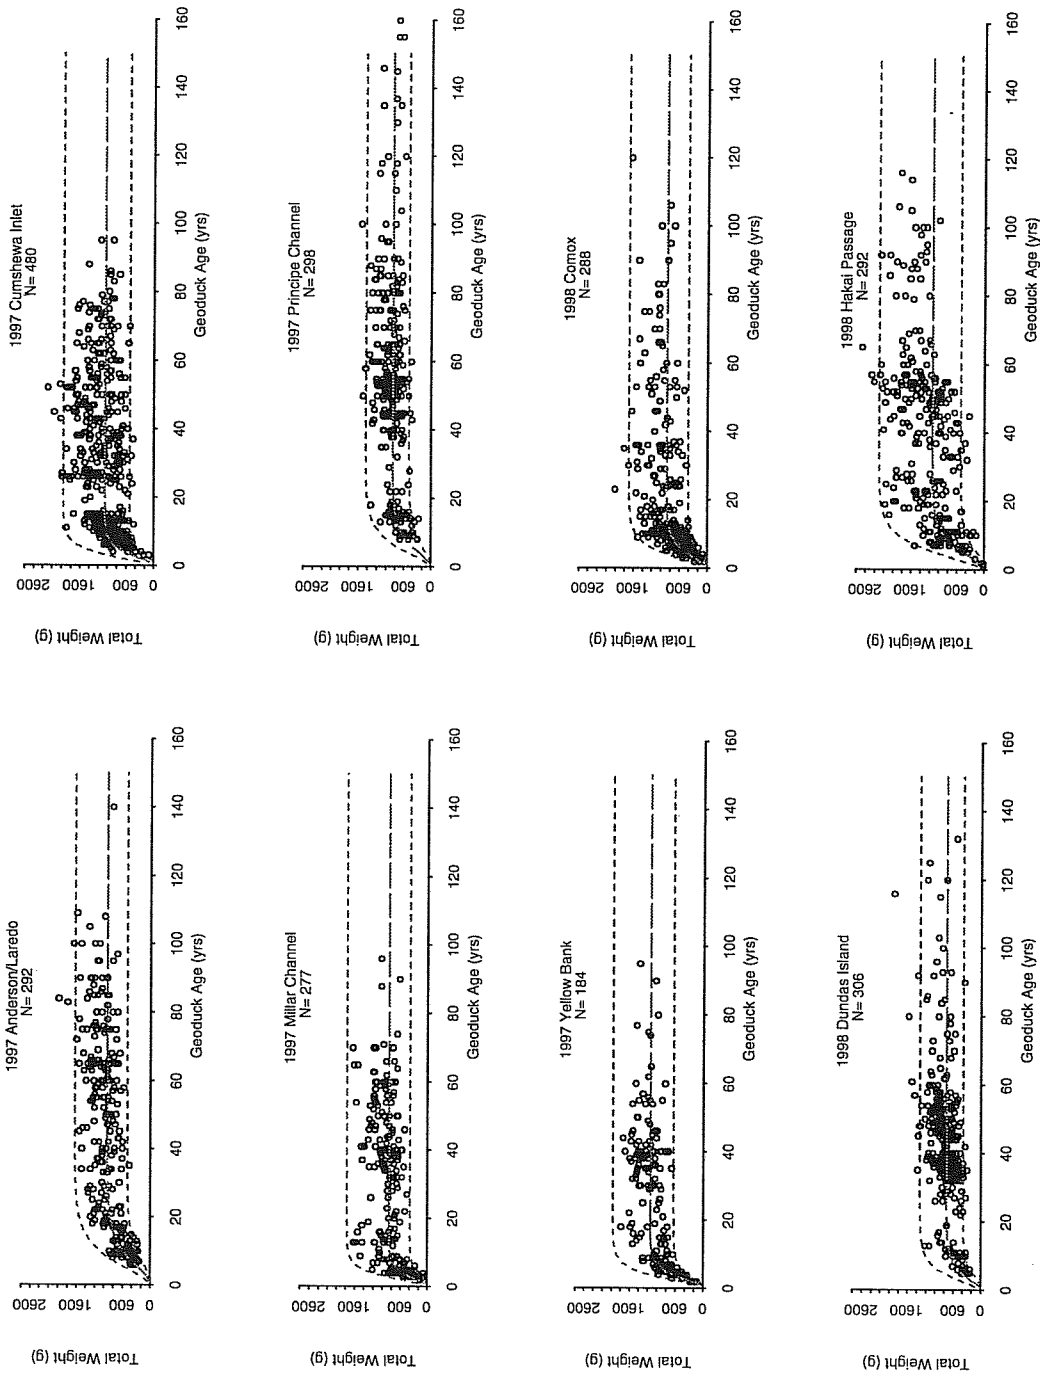 1997 Anderson/Laredo
N= 292
Total Weight (g)
2600
1600
600
0
0 20 40 60 80 100 120 140 160
Geoduck Age (yrs)
1997 Cumshewa Inlet
N= 480
Total Weight (g)
2600
1600
600
0
0 20 40 60 80 100 120 140 160
Geoduck Age (yrs)
1997 Millar Channel
N= 277
Total Weight (g)
2600
1600
600
0
0 20 40 60 80 100 120 140 160
Geoduck Age (yrs)
1997 Principe Channel
N= 298
Total Weight (g)
2600
1600
600
0
0 20 40 60 80 100 120 140 160
Geoduck Age (yrs)
1997 Yellow Bank
N= 184
Total Weight (g)
2600
1600
600
0
0 20 40 60 80 100 120 140 160
Geoduck Age (yrs)
1998 Comox
N= 288
Total Weight (g)
2600
1600
600
0
0 20 40 60 80 100 120 140 160
Geoduck Age (yrs)
1998 Dundas Island
N= 306
Total Weight (g)
2600
1600
600
0
0 20 40 60 80 100 120 140 160
Geoduck Age (yrs)
1998 Hakai Passage
N= 292
Total Weight (g)
2600
1600
600
0
0 20 40 60 80 100 120 140 160
Geoduck Age (yrs)